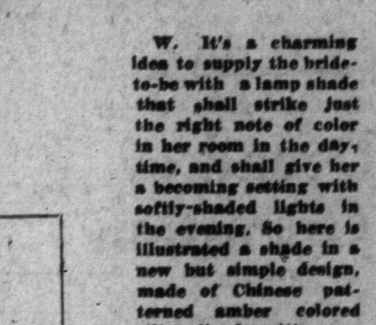 W. It's a charming
idea to supply the bride-
to-be with a lamp shade
that shall strike just
the right note of color
in her room in the day,
time, and shall give her
a becoming setting with
softly-shaded lights in
the evening. So here is
illustrated a shade in a
new but simple design,
made of Chinese pat-
terned amber colored